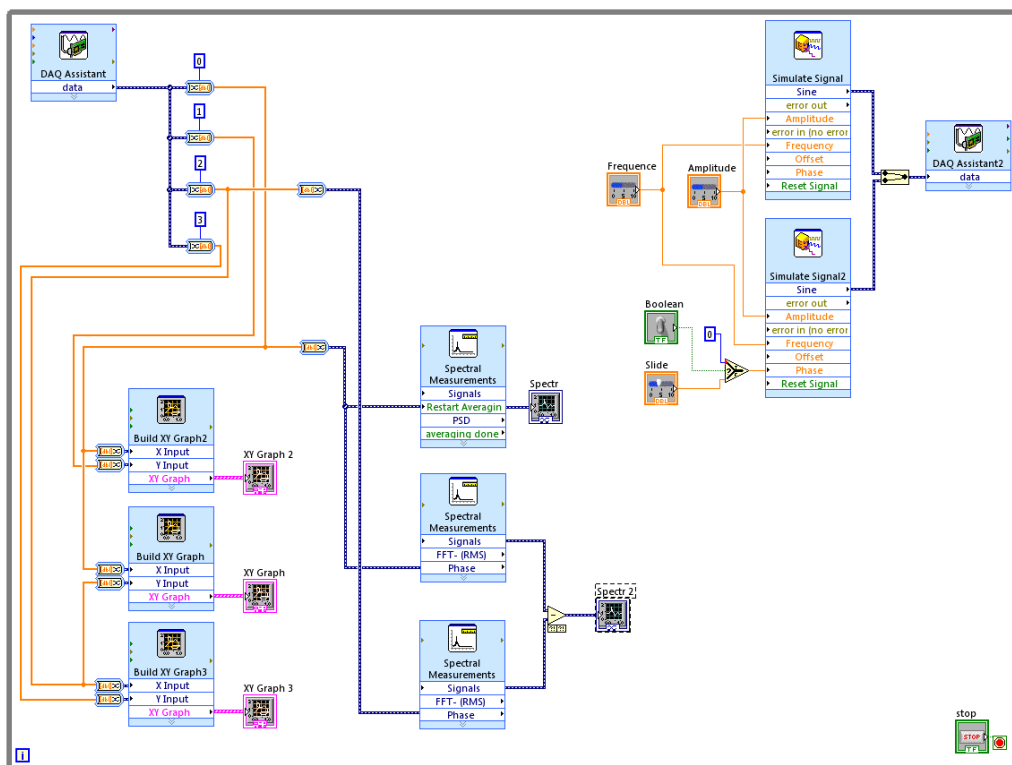 DAQ Assistant
data
0
1
2
3
Build XY Graph2
X Input
Y Input
XY Graph
XY Graph 2
Build XY Graph
X Input
Y Input
XY Graph
XY Graph
Build XY Graph3
X Input
Y Input
XY Graph
XY Graph 3
Spectral
Measurements
Signals
Restart Averagin
PSD
averaging done
Spectr
Spectral
Measurements
Signals
FFT- (RMS)
Phase
Spectral
Measurements
Signals
FFT- (RMS)
Phase
Spectr 2
Frequence
DBL
Amplitude
DBL
Boolean
TF
0
Slide
DBL
Simulate Signal
Sine
error out
Amplitude
error in (no error
Frequency
Offset
Phase
Reset Signal
Simulate Signal2
Sine
error out
Amplitude
error in (no error
Frequency
Offset
Phase
Reset Signal
DAQ Assistant2
data
stop
STOP
TF
i